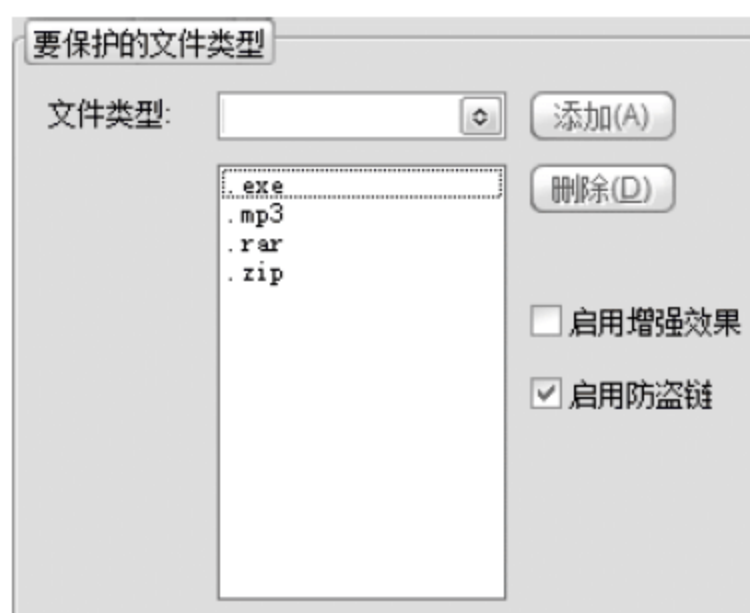 要保护的文件类型
文件类型:
添加(A)
.exe
.mp3
.rar
.zip
删除(D)
启用增强效果
启用防盗链